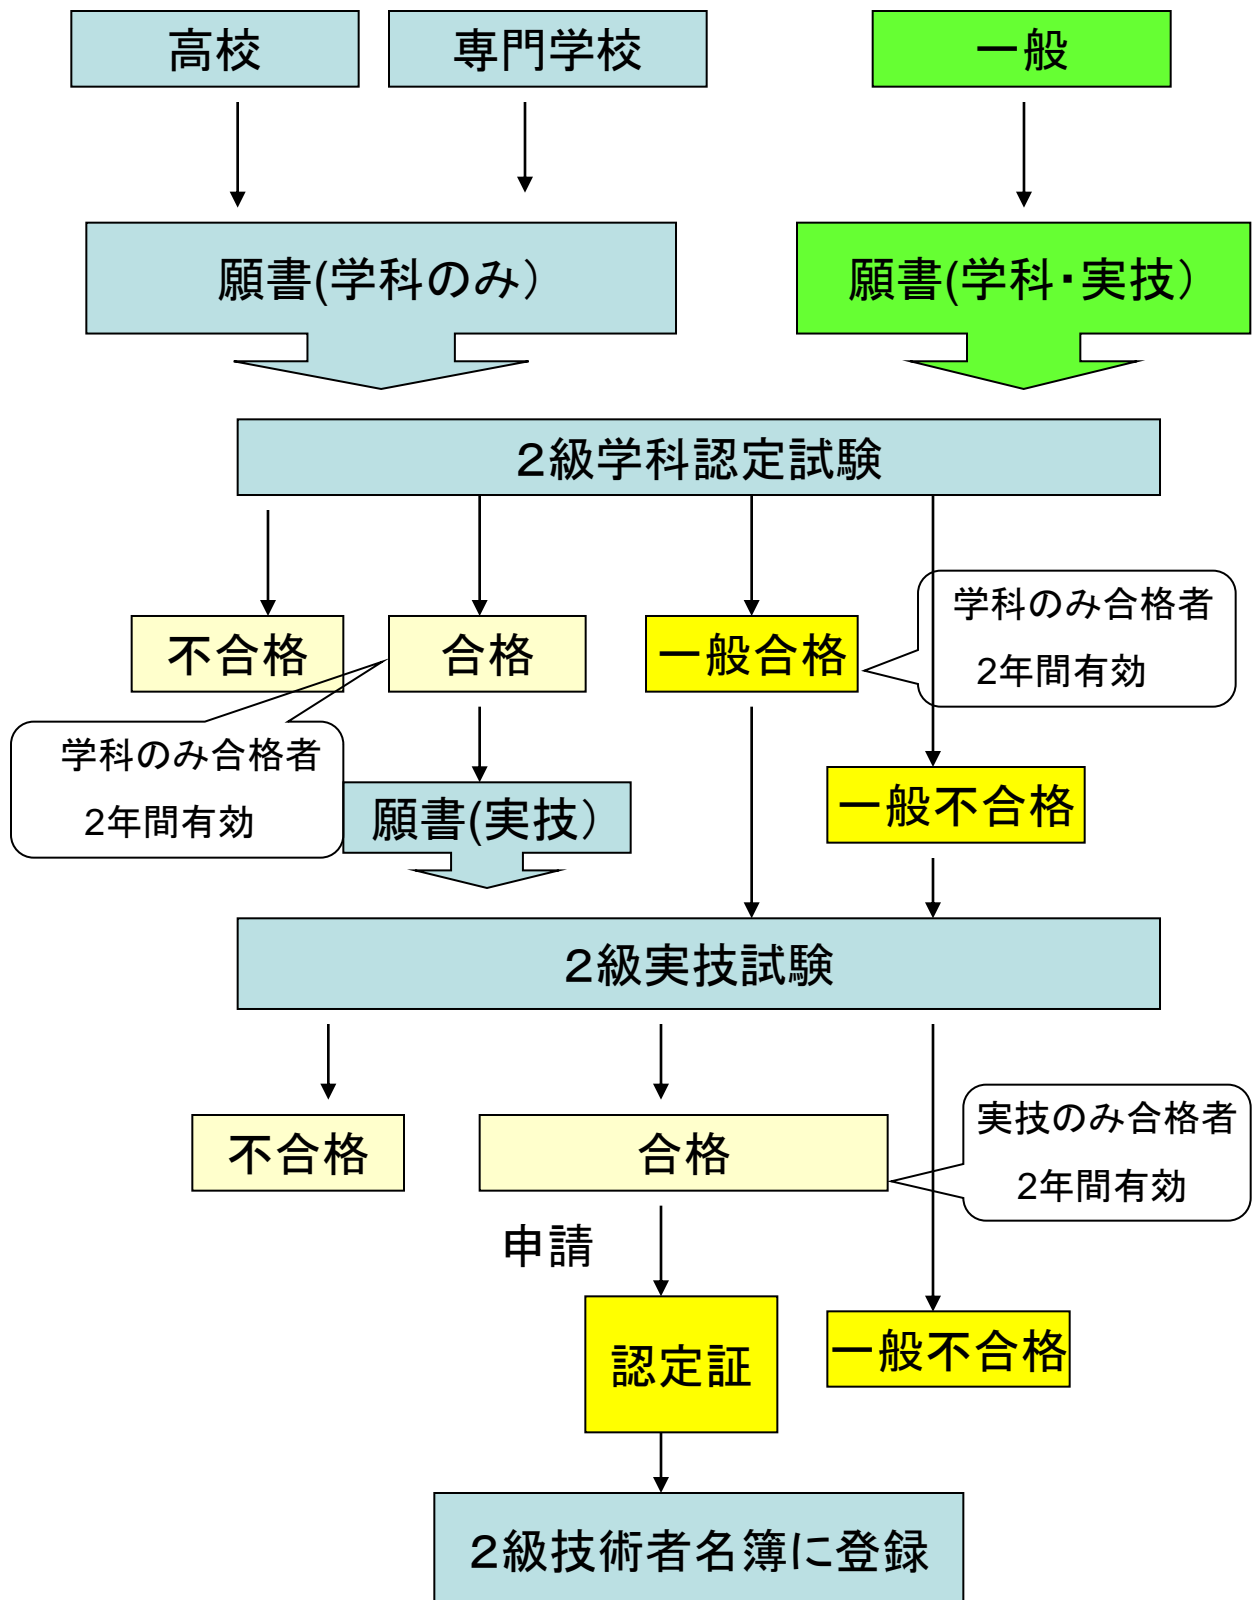 高校
専門学校
一般
願書(学科のみ）
願書(学科・実技）
２級学科認定試験
不合格
合格
一般合格
学科のみ合格者
2年間有効
学科のみ合格者
2年間有効
願書(実技）
一般不合格
２級実技試験
不合格
合格
実技のみ合格者
2年間有効
申請
認定証
一般不合格
２級技術者名簿に登録